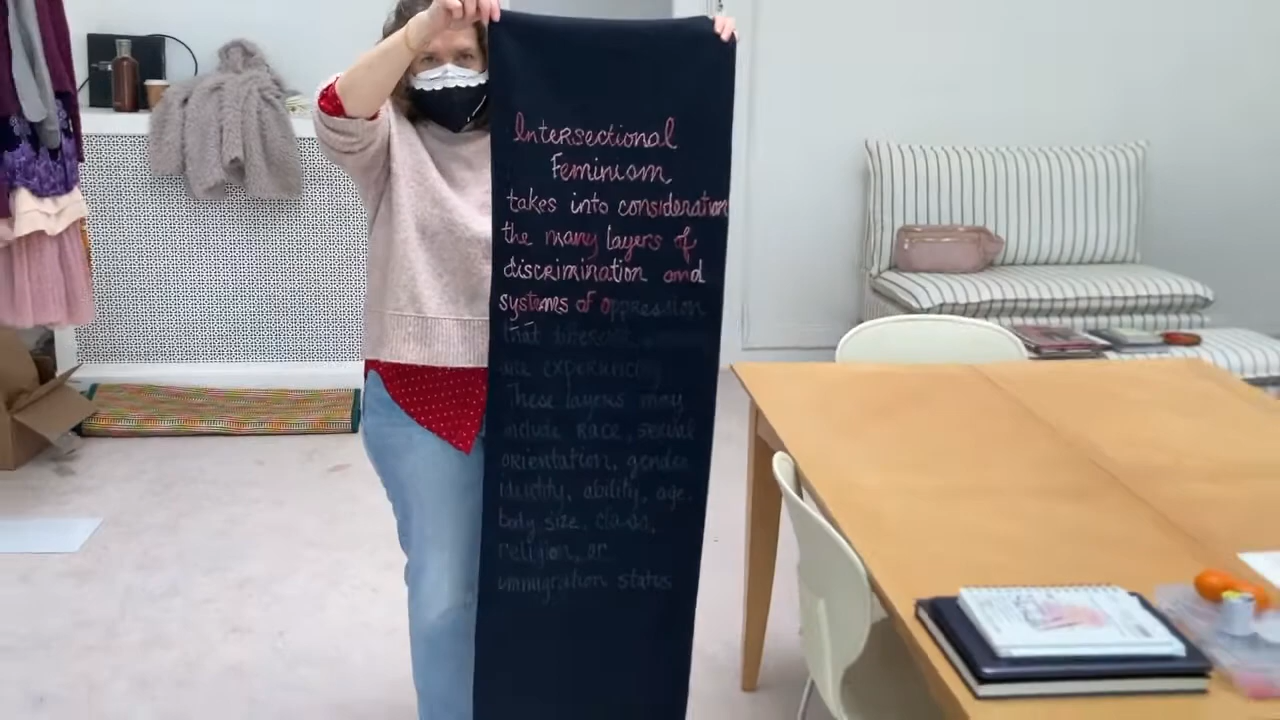 Intersectional
Feminism
takes into consideration
the many layers of
discrimination and
systems of oppression
that
are experiencing
These layers may
include race, sexual
orientation, gender
identity, ability, age,
body size, class,
religion, or
immigration status